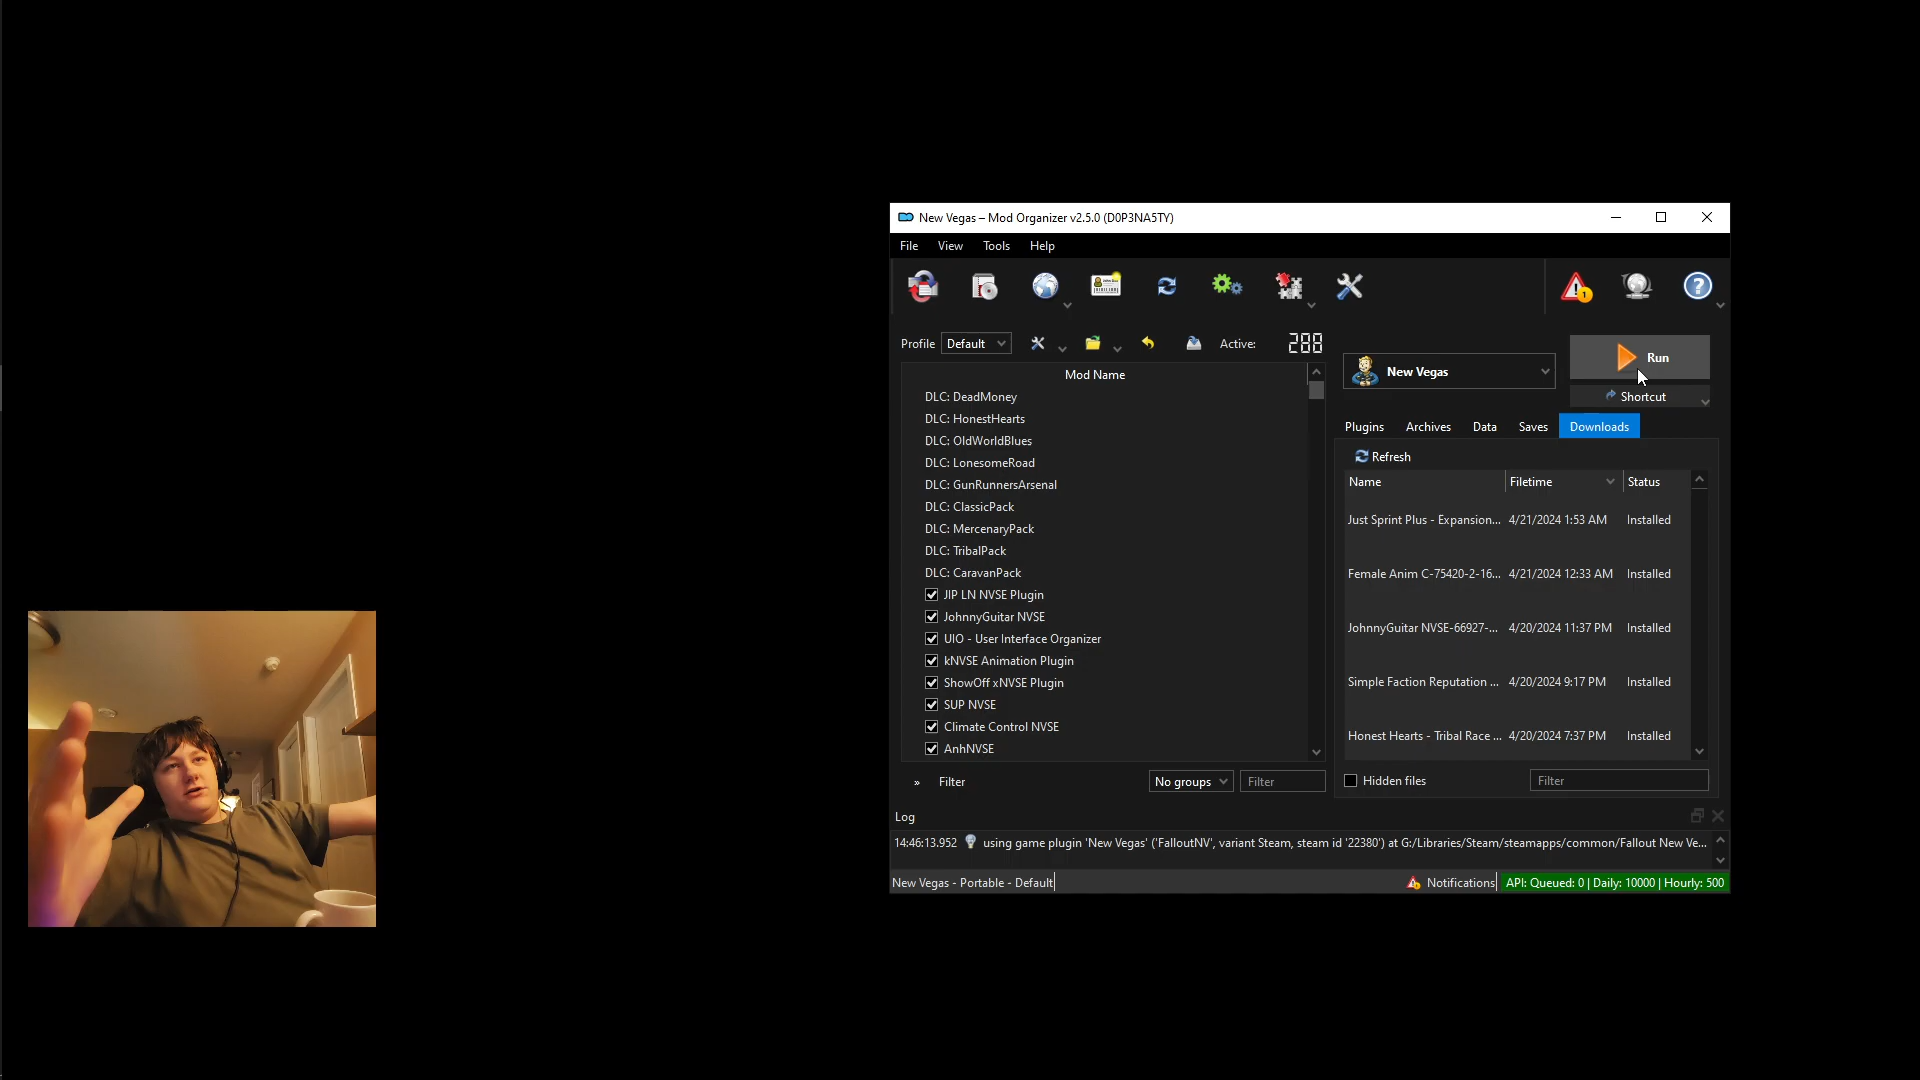 New Vegas – Mod Organizer v2.5.0 (D0P3NA5TY)
File View Tools Help
1
Profile Default Active: 288
Mod Name
DLC: DeadMoney
DLC: HonestHearts
DLC: OldWorldBlues
DLC: LonesomeRoad
DLC: GunRunnersArsenal
DLC: ClassicPack
DLC: MercenaryPack
DLC: TribalPack
DLC: CaravanPack
JIP LN NVSE Plugin
JohnnyGuitar NVSE
UIO - User Interface Organizer
kNVSE Animation Plugin
ShowOff xNVSE Plugin
SUP NVSE
Climate Control NVSE
AnhNVSE
» Filter No groups Filter
New Vegas
Run
Shortcut
Plugins Archives Data Saves Downloads
Refresh
Name Filetime Status
Just Sprint Plus - Expansion... 4/21/2024 1:53 AM Installed
Female Anim C-75420-2-16... 4/21/2024 12:33 AM Installed
JohnnyGuitar NVSE-66927-... 4/20/2024 11:37 PM Installed
Simple Faction Reputation ... 4/20/2024 9:17 PM Installed
Honest Hearts - Tribal Race ... 4/20/2024 7:37 PM Installed
Hidden files Filter
Log
14:46:13.952 using game plugin 'New Vegas' ('FalloutNV', variant Steam, steam id '22380') at G:/Libraries/Steam/steamapps/common/Fallout New Ve...
New Vegas - Portable - Default Notifications API: Queued: 0 | Daily: 10000 | Hourly: 500